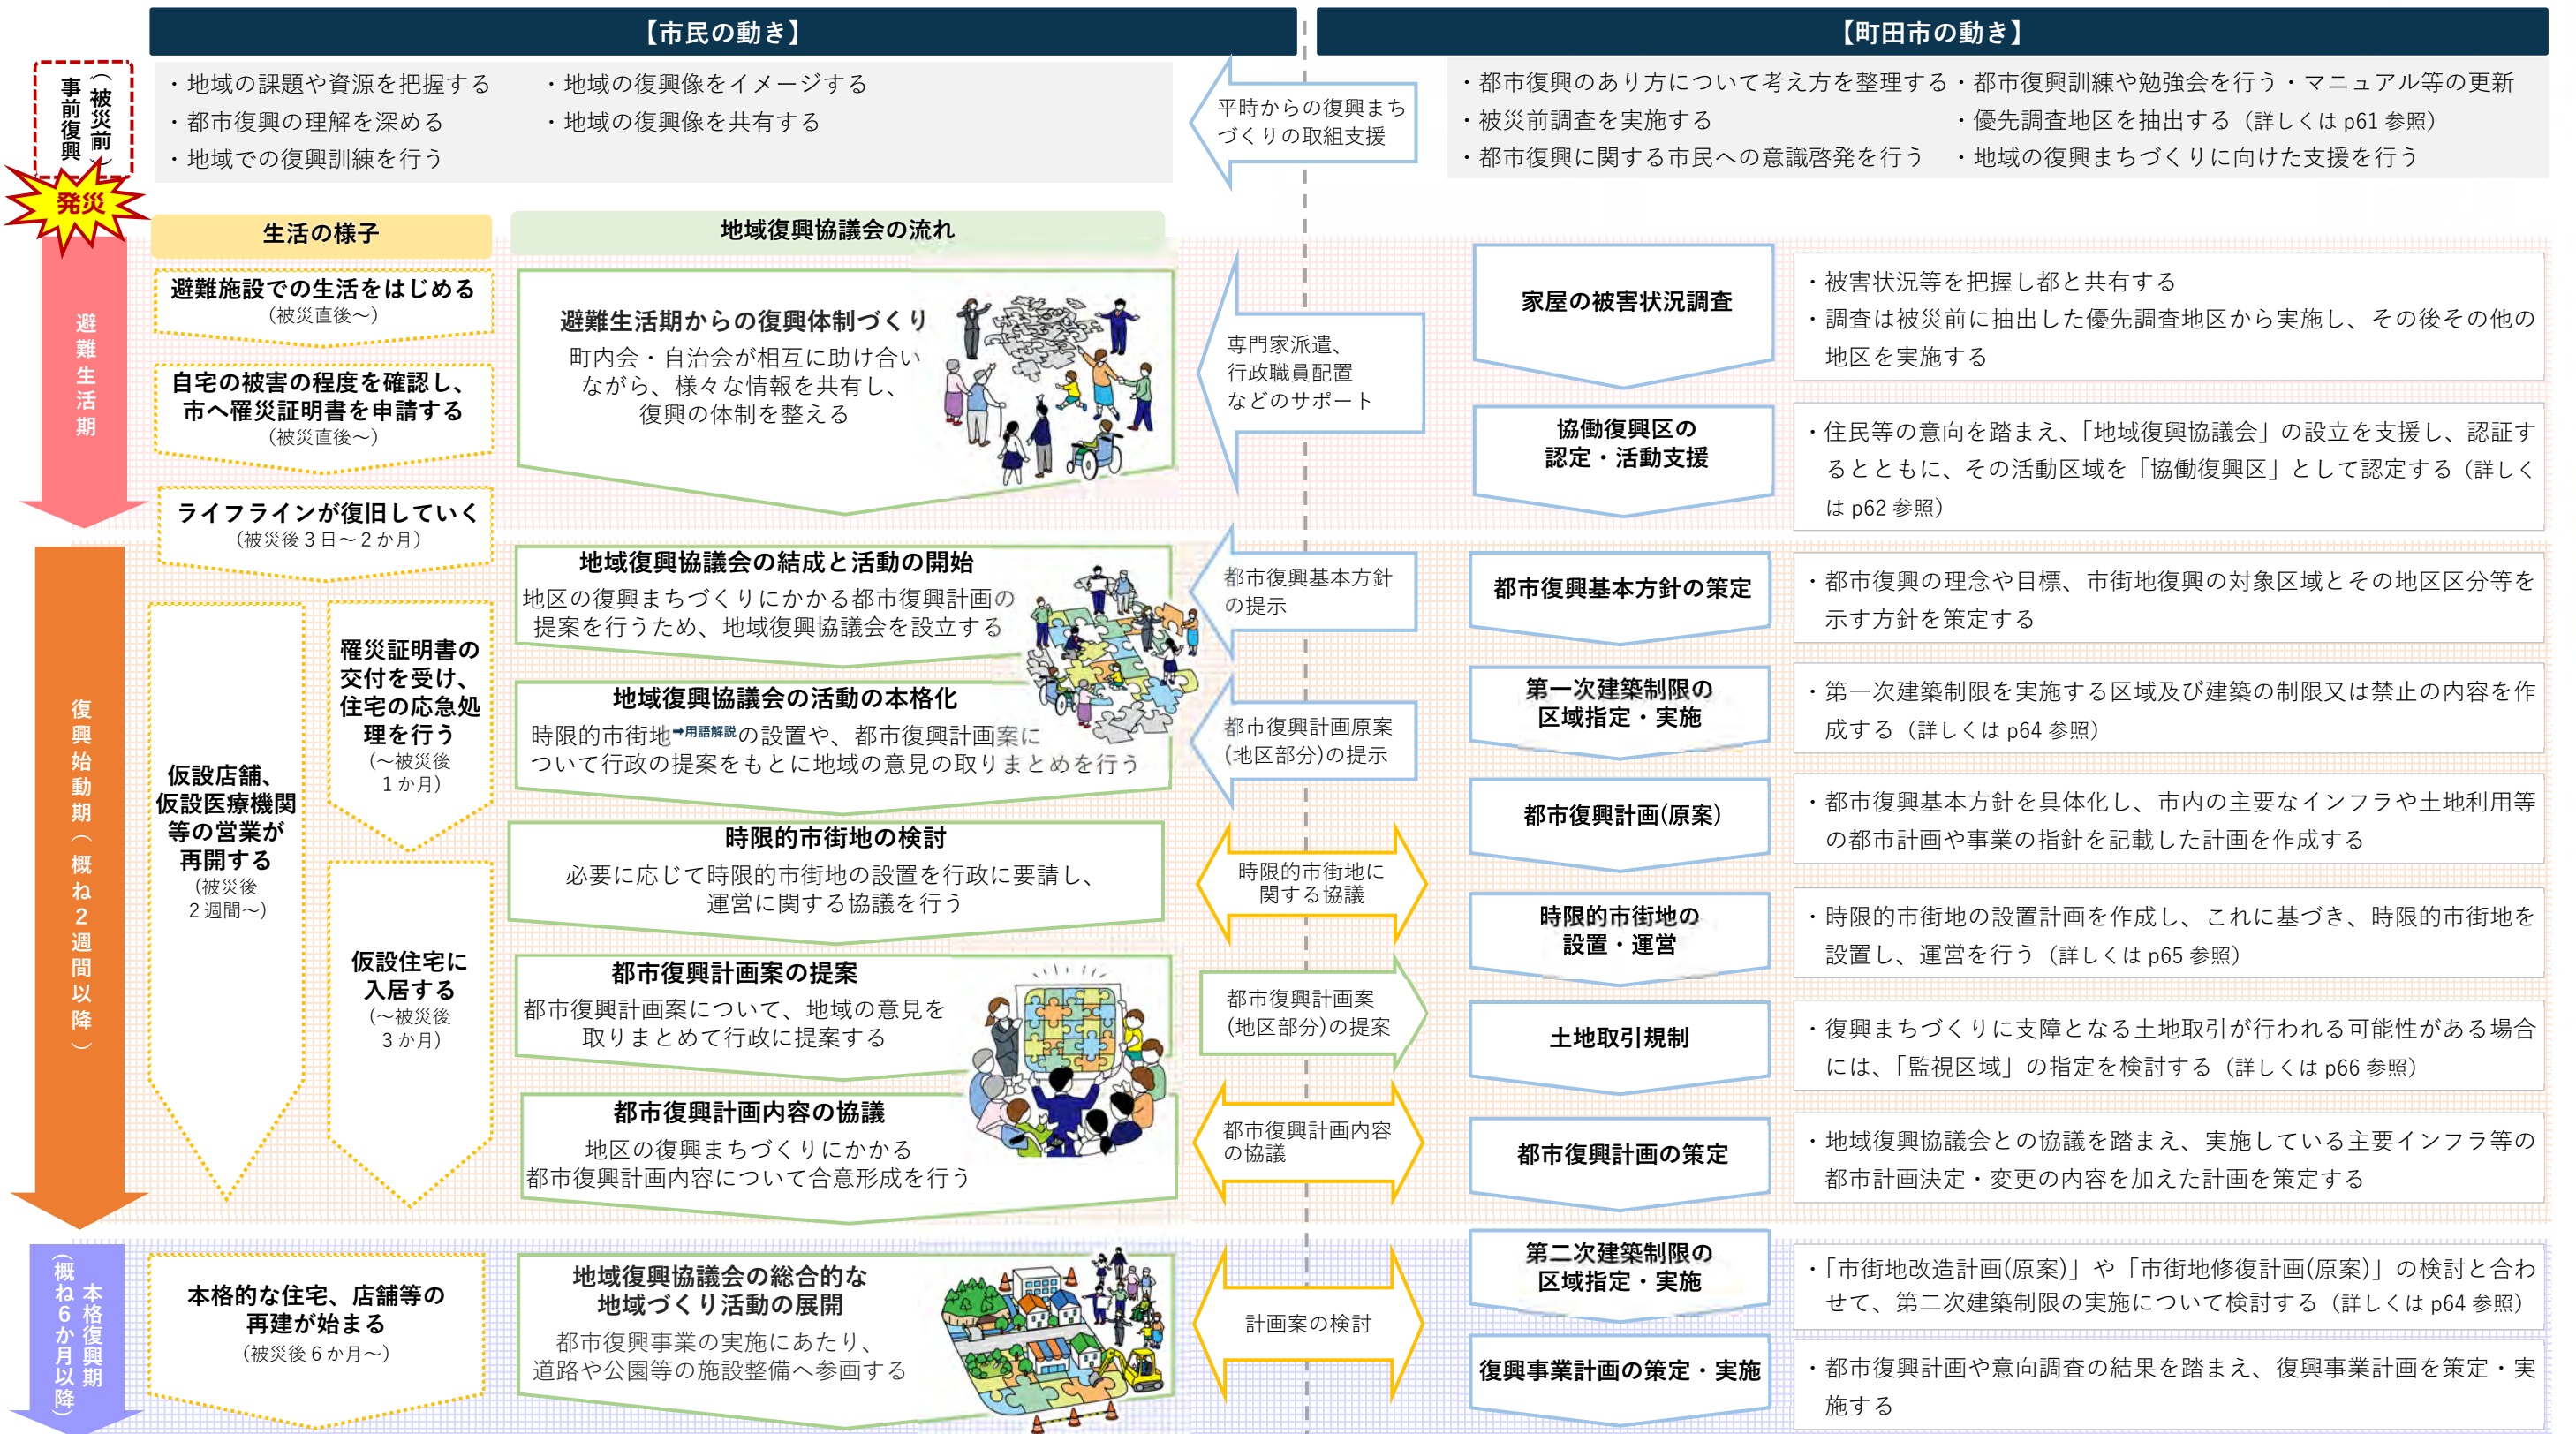 【市民の動き】
【町田市の動き】
事前復興
（被災前）
・地域の課題や資源を把握する
・都市復興の理解を深める
・地域での復興訓練を行う
・地域の復興像をイメージする
・地域の復興像を共有する
平時からの復興まち
づくりの取組支援
・都市復興のあり方について考え方を整理する
・被災前調査を実施する
・都市復興に関する市民への意識啓発を行う
・都市復興訓練や勉強会を行う・マニュアル等の更新
・優先調査地区を抽出する（詳しくは p61 参照）
・地域の復興まちづくりに向けた支援を行う
発災
生活の様子
地域復興協議会の流れ
避難生活期
避難施設での生活をはじめる
（被災直後～）
自宅の被害の程度を確認し、
市へ罹災証明書を申請する
（被災直後～）
ライフラインが復旧していく
（被災後３日～２か月）
避難生活期からの復興体制づくり
町内会・自治会が相互に助け合い
ながら、様々な情報を共有し、
復興の体制を整える
専門家派遣、
行政職員配置
などのサポート
家屋の被害状況調査
・被害状況等を把握し都と共有する
・調査は被災前に抽出した優先調査地区から実施し、その後その他の
地区を実施する
協働復興区の
認定・活動支援
・住民等の意向を踏まえ、「地域復興協議会」の設立を支援し、認証す
るとともに、その活動区域を「協働復興区」として認定する（詳しく
は p62 参照）
復興始動期（概ね２週間以降）
仮設店舗、
仮設医療機関
等の営業が
再開する
（被災後
２週間～）
罹災証明書の
交付を受け、
住宅の応急処
理を行う
（～被災後
１か月）
仮設住宅に
入居する
（～被災後
３か月）
地域復興協議会の結成と活動の開始
地区の復興まちづくりにかかる都市復興計画の
提案を行うため、地域復興協議会を設立する
地域復興協議会の活動の本格化
時限的市街地➡用語解説の設置や、都市復興計画案に
ついて行政の提案をもとに地域の意見の取りまとめを行う
時限的市街地の検討
必要に応じて時限的市街地の設置を行政に要請し、
運営に関する協議を行う
都市復興計画案の提案
都市復興計画案について、地域の意見を
取りまとめて行政に提案する
都市復興計画内容の協議
地区の復興まちづくりにかかる
都市復興計画内容について合意形成を行う
都市復興基本方針
の提示
都市復興計画原案
(地区部分)の提示
時限的市街地に
関する協議
都市復興計画案
(地区部分)の提案
都市復興計画内容
の協議
都市復興基本方針の策定
・都市復興の理念や目標、市街地復興の対象区域とその地区区分等を
示す方針を策定する
第一次建築制限の
区域指定・実施
・第一次建築制限を実施する区域及び建築の制限又は禁止の内容を作
成する（詳しくは p64 参照）
都市復興計画(原案)
・都市復興基本方針を具体化し、市内の主要なインフラや土地利用等
の都市計画や事業の指針を記載した計画を作成する
時限的市街地の
設置・運営
・時限的市街地の設置計画を作成し、これに基づき、時限的市街地を
設置し、運営を行う（詳しくは p65 参照）
土地取引規制
・復興まちづくりに支障となる土地取引が行われる可能性がある場合
には、「監視区域」の指定を検討する（詳しくは p66 参照）
都市復興計画の策定
・地域復興協議会との協議を踏まえ、実施している主要インフラ等の
都市計画決定・変更の内容を加えた計画を策定する
本格復興期
（概ね６か月以降）
本格的な住宅、店舗等の
再建が始まる
（被災後６か月～）
地域復興協議会の総合的な
地域づくり活動の展開
都市復興事業の実施にあたり、
道路や公園等の施設整備へ参画する
計画案の検討
第二次建築制限の
区域指定・実施
・「市街地改造計画(原案)」や「市街地修復計画(原案)」の検討と合わ
せて、第二次建築制限の実施について検討する（詳しくは p64 参照）
復興事業計画の策定・実施
・都市復興計画や意向調査の結果を踏まえ、復興事業計画を策定・実
施する